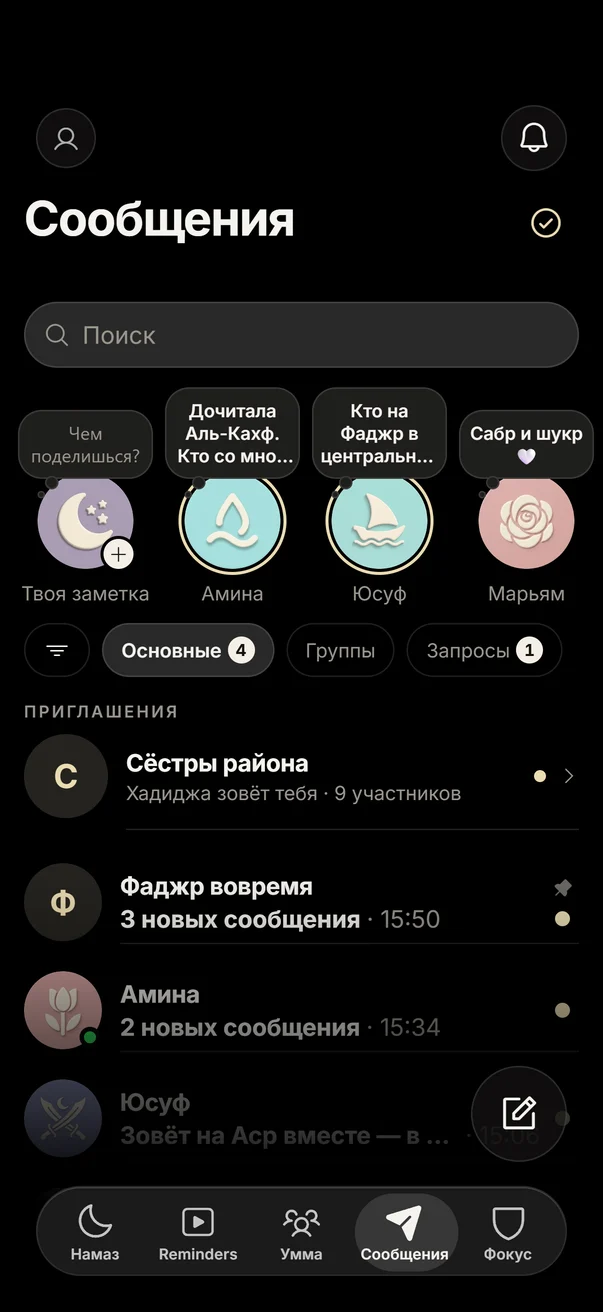 Сообщения
Поиск
Чем
поделишься?
Дочитала
Аль-Кахф.
Кто со мно...
Кто на
Фаджр в
центральн...
Сабр и шукр
🤍
Твоя заметка
Амина
Юсуф
Марьям
Основные 4
Группы
Запросы 1
ПРИГЛАШЕНИЯ
С
Сёстры района
Хадиджа зовёт тебя · 9 участников
Ф
Фаджр вовремя
3 новых сообщения · 15:50
Амина
2 новых сообщения · 15:34
Юсуф
Зовёт на Аср вместе — в ... · 15:06
Намаз
Reminders
Умма
Сообщения
Фокус